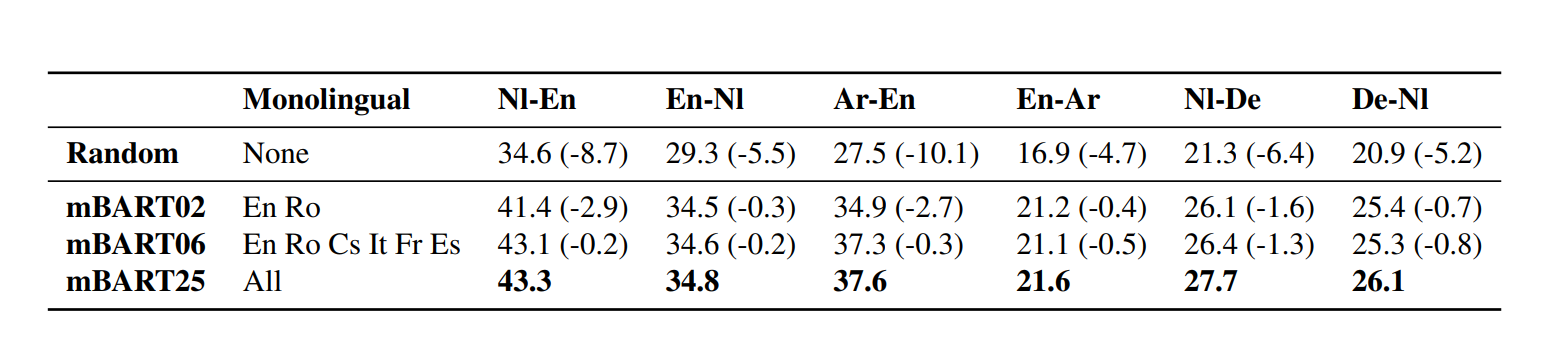 Monolingual Nl-En En-Nl Ar-En En-Ar Nl-De De-Nl
Random None 34.6 (-8.7) 29.3 (-5.5) 27.5 (-10.1) 16.9 (-4.7) 21.3 (-6.4) 20.9 (-5.2)
mBART02 En Ro 41.4 (-2.9) 34.5 (-0.3) 34.9 (-2.7) 21.2 (-0.4) 26.1 (-1.6) 25.4 (-0.7)
mBART06 En Ro Cs It Fr Es 43.1 (-0.2) 34.6 (-0.2) 37.3 (-0.3) 21.1 (-0.5) 26.4 (-1.3) 25.3 (-0.8)
mBART25 All 43.3 34.8 37.6 21.6 27.7 26.1